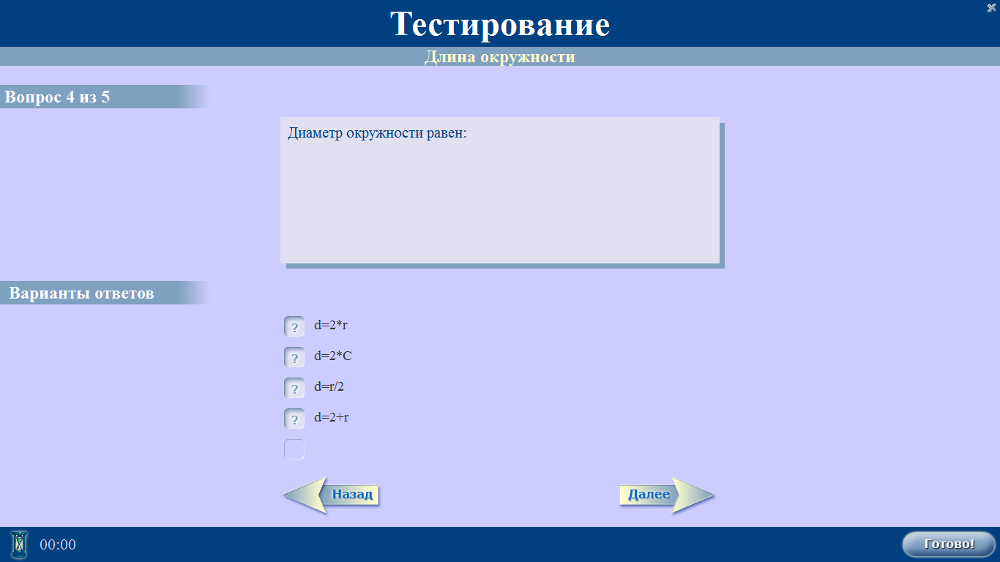 Тестирование
Длина окружности
Вопрос 4 из 5
Диаметр окружности равен:
Варианты ответов
? d=2*r
? d=2*C
? d=r/2
? d=2+r
Назад
Далее
00:00
Готово!